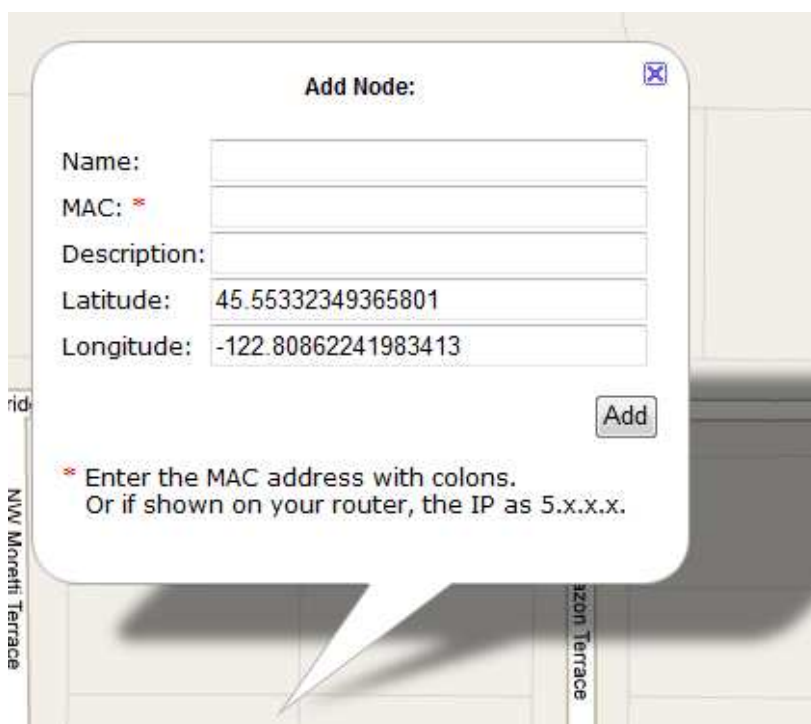 Add Node:
Name:
MAC: *
Description:
Latitude: 45.55332349365801
Longitude: -122.80862241983413
Add
* Enter the MAC address with colons.
Or if shown on your router, the IP as 5.x.x.x.
NW Moretti Terrace
Terrace